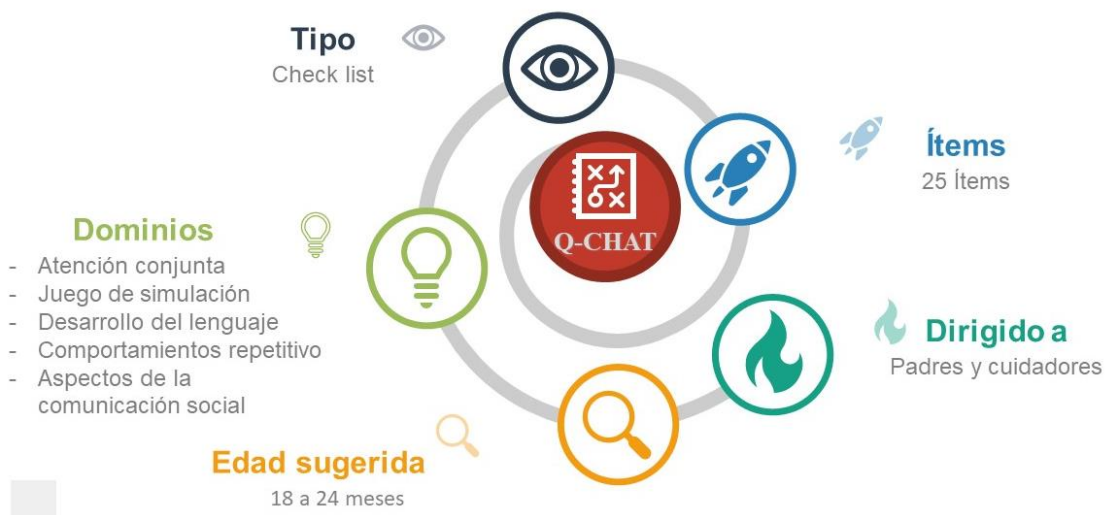 Tipo
Check list
Q-CHAT
Ítems
25 Ítems
Dominios
- Atención conjunta
- Juego de simulación
- Desarrollo del lenguaje
- Comportamientos repetitivo
- Aspectos de la
comunicación social
Dirigido a
Padres y cuidadores
Edad sugerida
18 a 24 meses